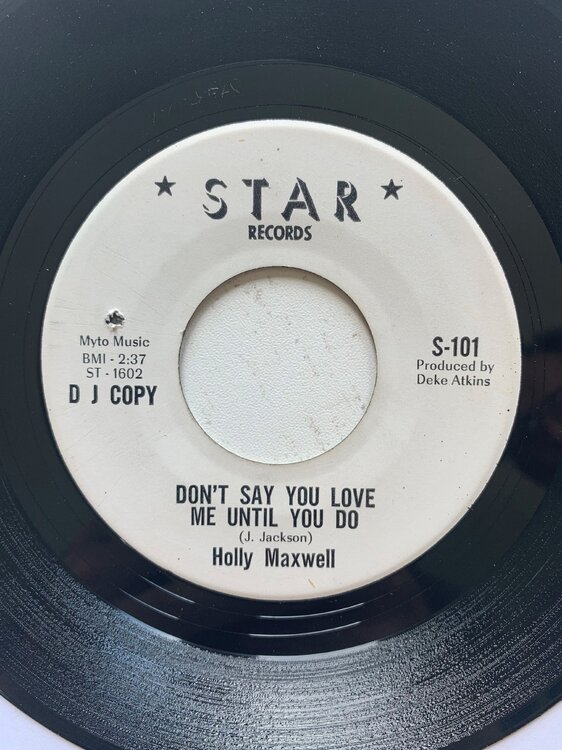 ★ STAR ★
RECORDS
Myto Music
BMI - 2:37
ST - 1602
D J COPY
S-101
Produced by
Deke Atkins
DON'T SAY YOU LOVE
ME UNTIL YOU DO
(J. Jackson)
Holly Maxwell